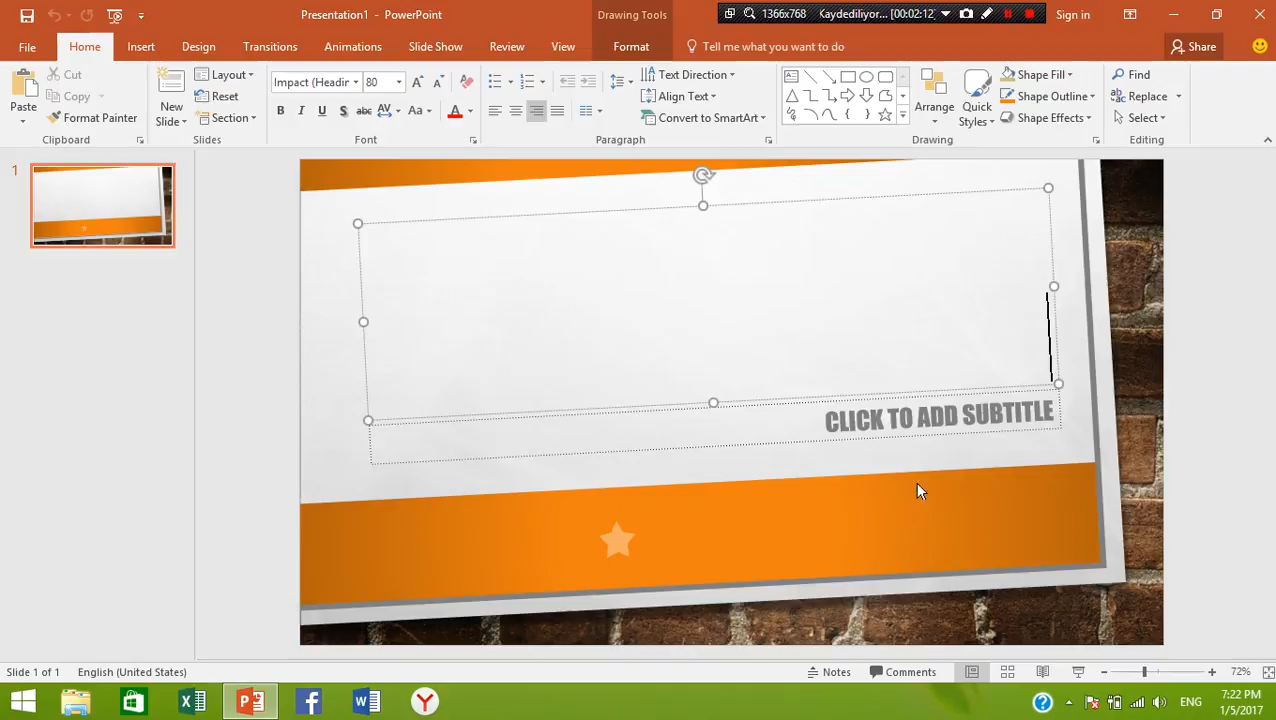 Presentation1 - PowerPoint
Drawing Tools
1366x768
Kaydediliyor... [00:02:12]
Sign in
File
Home
Insert
Design
Transitions
Animations
Slide Show
Review
View
Format
Tell me what you want to do
Share
Paste
Cut
Copy
Format Painter
Clipboard
New
Slide
Layout
Reset
Section
Slides
Impact (Headir
80
B
I
U
S
abc
AV
Aa
A
Font
Text Direction
Align Text
Convert to SmartArt
Paragraph
Arrange
Quick
Styles
Shape Fill
Shape Outline
Shape Effects
Drawing
Find
Replace
Select
Editing
1
CLICK TO ADD SUBTITLE
Slide 1 of 1
English (United States)
Notes
Comments
72%
ENG
7:22 PM
1/5/2017